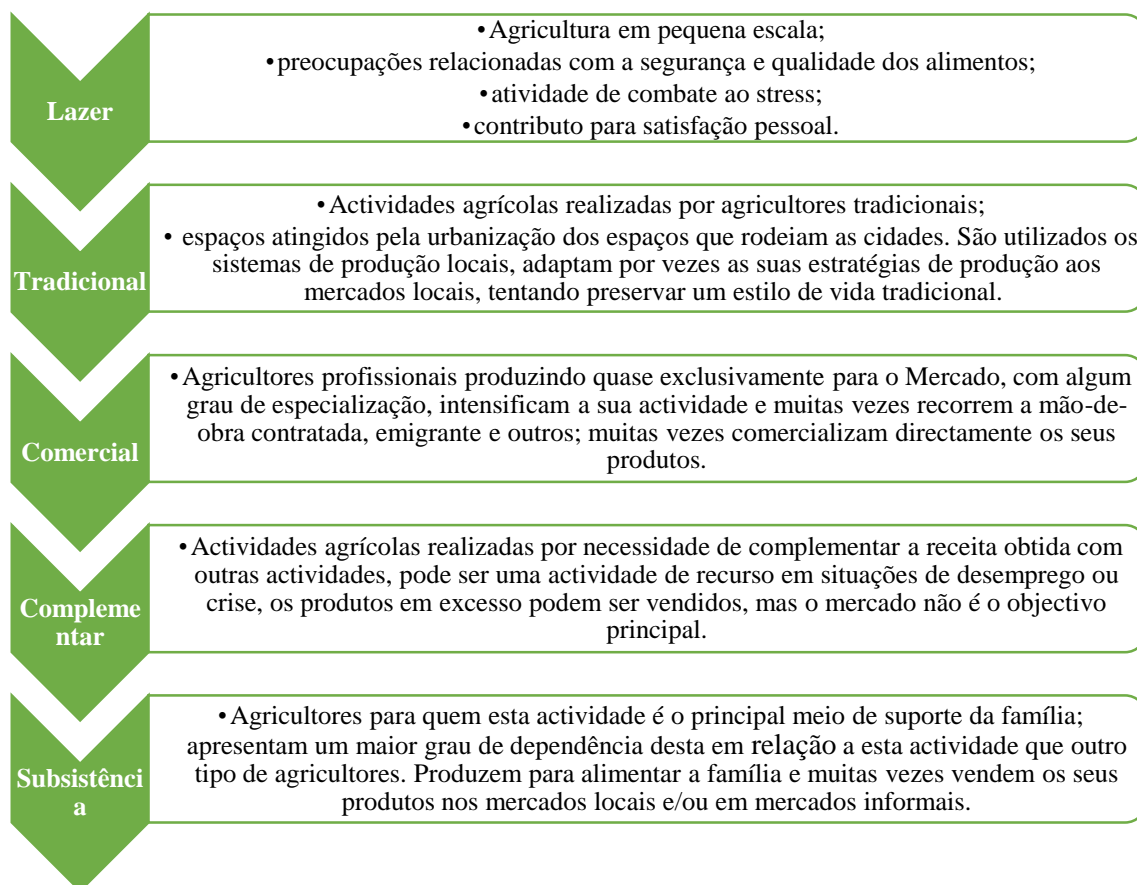 Lazer
•Agricultura em pequena escala;
•preocupações relacionadas com a segurança e qualidade dos alimentos;
•atividade de combate ao stress;
•contributo para satisfação pessoal.
Tradicional
•Actividades agrícolas realizadas por agricultores tradicionais;
• espaços atingidos pela urbanização dos espaços que rodeiam as cidades. São utilizados os
sistemas de produção locais, adaptam por vezes as suas estratégias de produção aos
mercados locais, tentando preservar um estilo de vida tradicional.
Comercial
•Agricultores profissionais produzindo quase exclusivamente para o Mercado, com algum
grau de especialização, intensificam a sua actividade e muitas vezes recorrem a mão-de-
obra contratada, emigrante e outros; muitas vezes comercializam directamente os seus
produtos.
Compleme
ntar
•Actividades agrícolas realizadas por necessidade de complementar a receita obtida com
outras actividades, pode ser uma actividade de recurso em situações de desemprego ou
crise, os produtos em excesso podem ser vendidos, mas o mercado não é o objectivo
principal.
Subsistênci
a
•Agricultores para quem esta actividade é o principal meio de suporte da família;
apresentam um maior grau de dependência desta em relação a esta actividade que outro
tipo de agricultores. Produzem para alimentar a família e muitas vezes vendem os seus
produtos nos mercados locais e/ou em mercados informais.